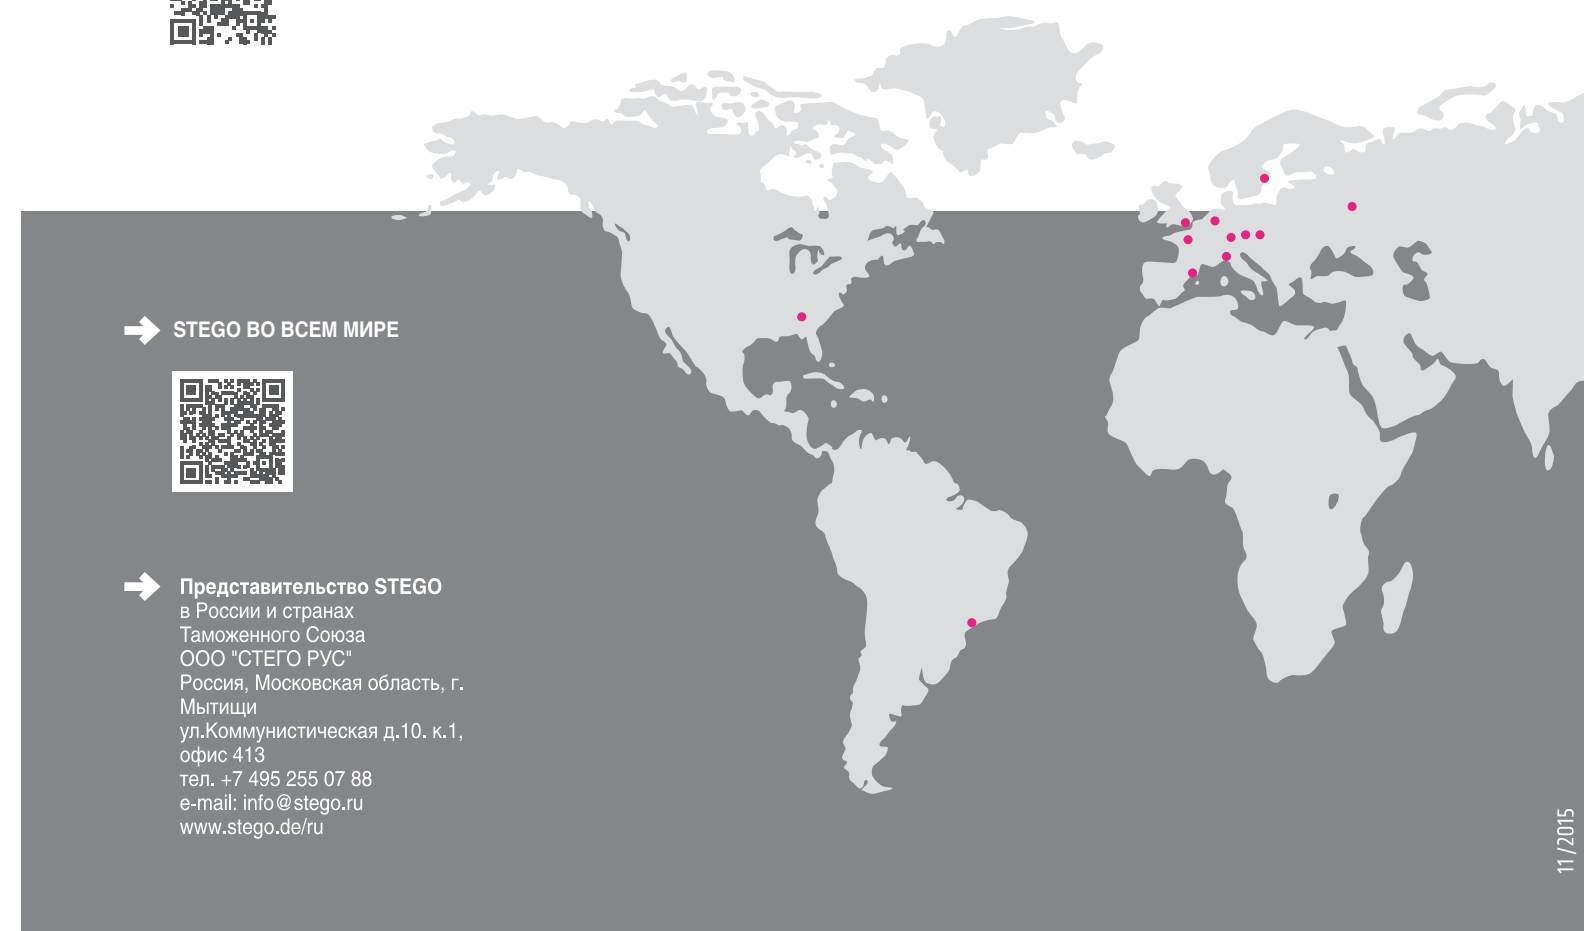 STEGO ВО ВСЕМ МИРЕ
Представительство STEGO
в России и странах
Таможенного Союза
ООО "СТЕГО РУС"
Россия, Московская область, г.
Мытищи
ул.Коммунистическая д.10. к.1,
офис 413
тел. +7 495 255 07 88
e-mail: info@stego.ru
www.stego.de/ru
11/2015